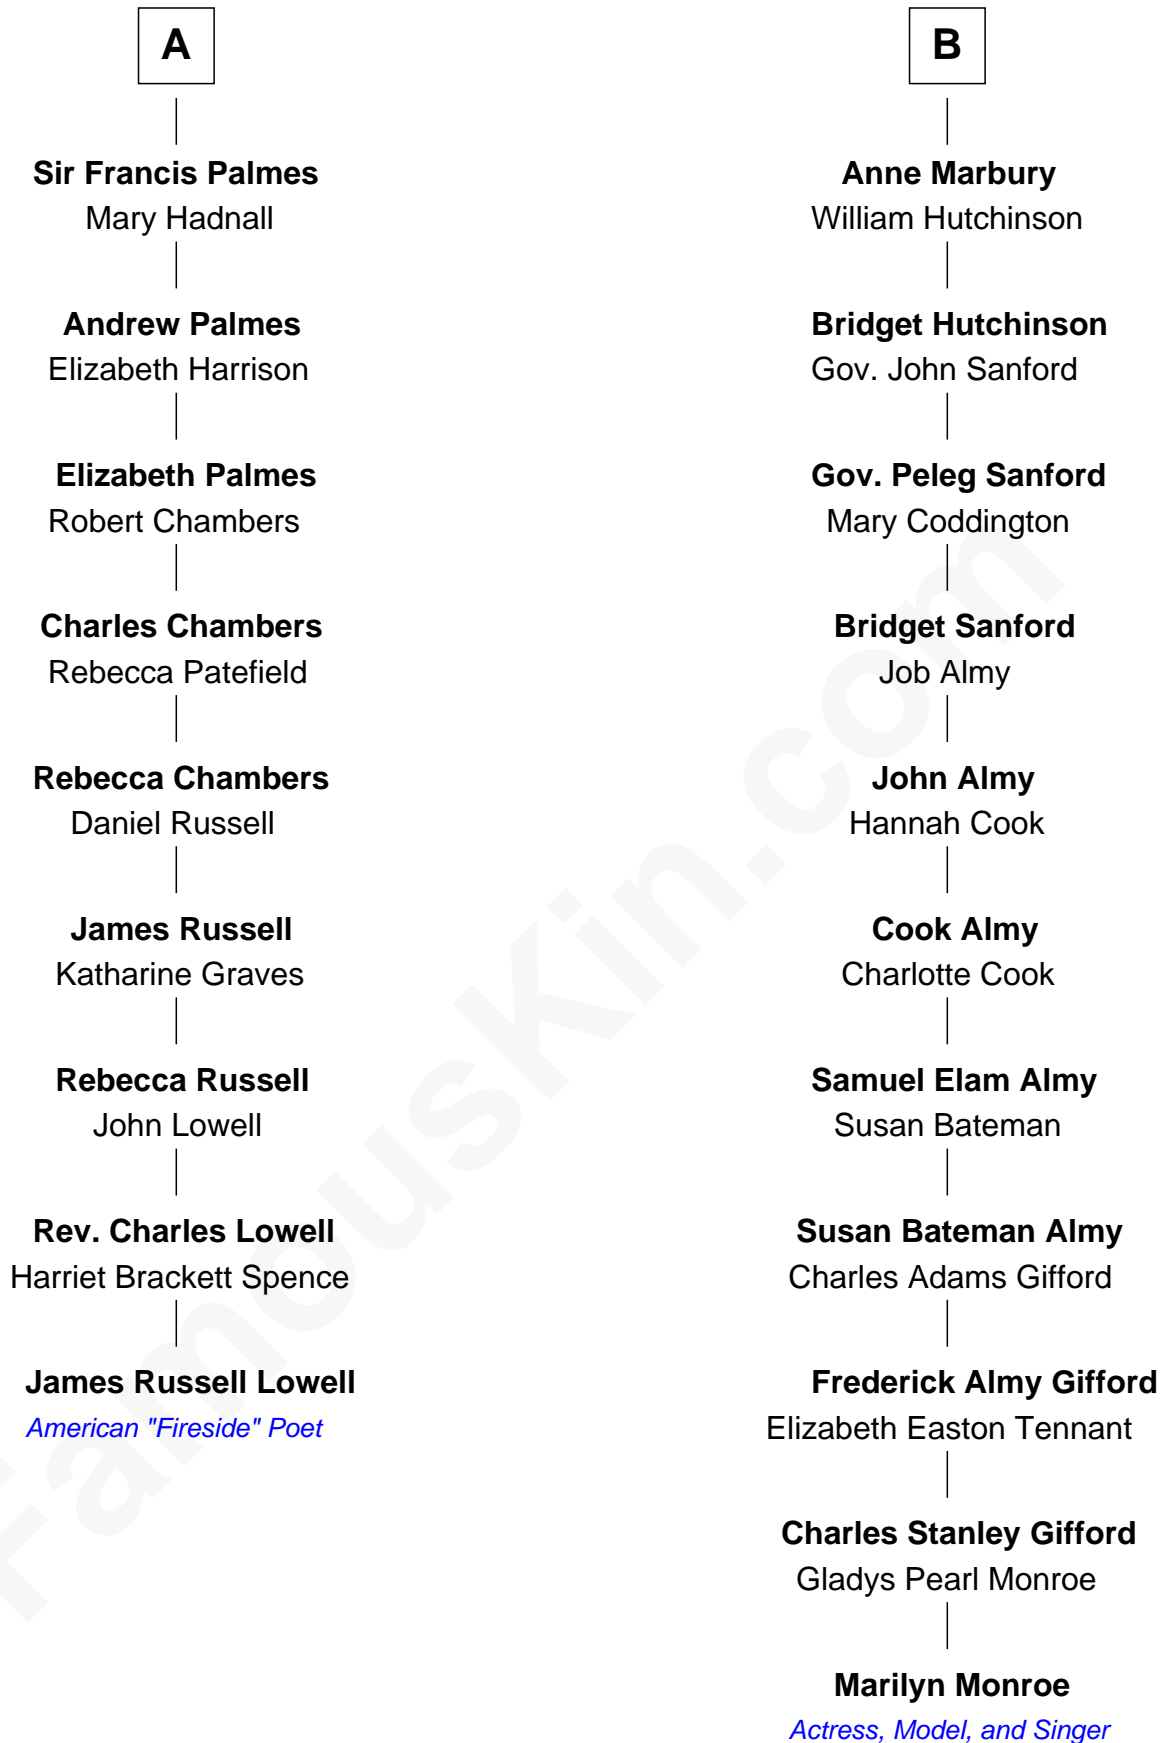 A
Sir Francis Palmes
Mary Hadnall
Andrew Palmes
Elizabeth Harrison
Elizabeth Palmes
Robert Chambers
Charles Chambers
Rebecca Patefield
Rebecca Chambers
Daniel Russell
James Russell
Katharine Graves
Rebecca Russell
John Lowell
Rev. Charles Lowell
Harriet Brackett Spence
James Russell Lowell
American "Fireside" Poet
B
Anne Marbury
William Hutchinson
Bridget Hutchinson
Gov. John Sanford
Gov. Peleg Sanford
Mary Coddington
Bridget Sanford
Job Almy
John Almy
Hannah Cook
Cook Almy
Charlotte Cook
Samuel Elam Almy
Susan Bateman
Susan Bateman Almy
Charles Adams Gifford
Frederick Almy Gifford
Elizabeth Easton Tennant
Charles Stanley Gifford
Gladys Pearl Monroe
Marilyn Monroe
Actress, Model, and Singer
FamousKin.com